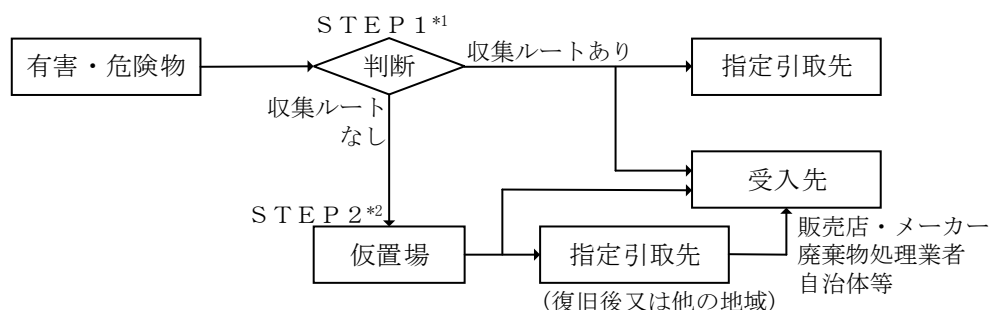 ＳＴＥＰ１*1
有害・危険物
判断
収集ルートあり
指定引取先
収集ルート
なし
受入先
ＳＴＥＰ２*2
仮置場
指定引取先
販売店・メーカー
廃棄物処理業者
自治体等
（復旧後又は他の地域）